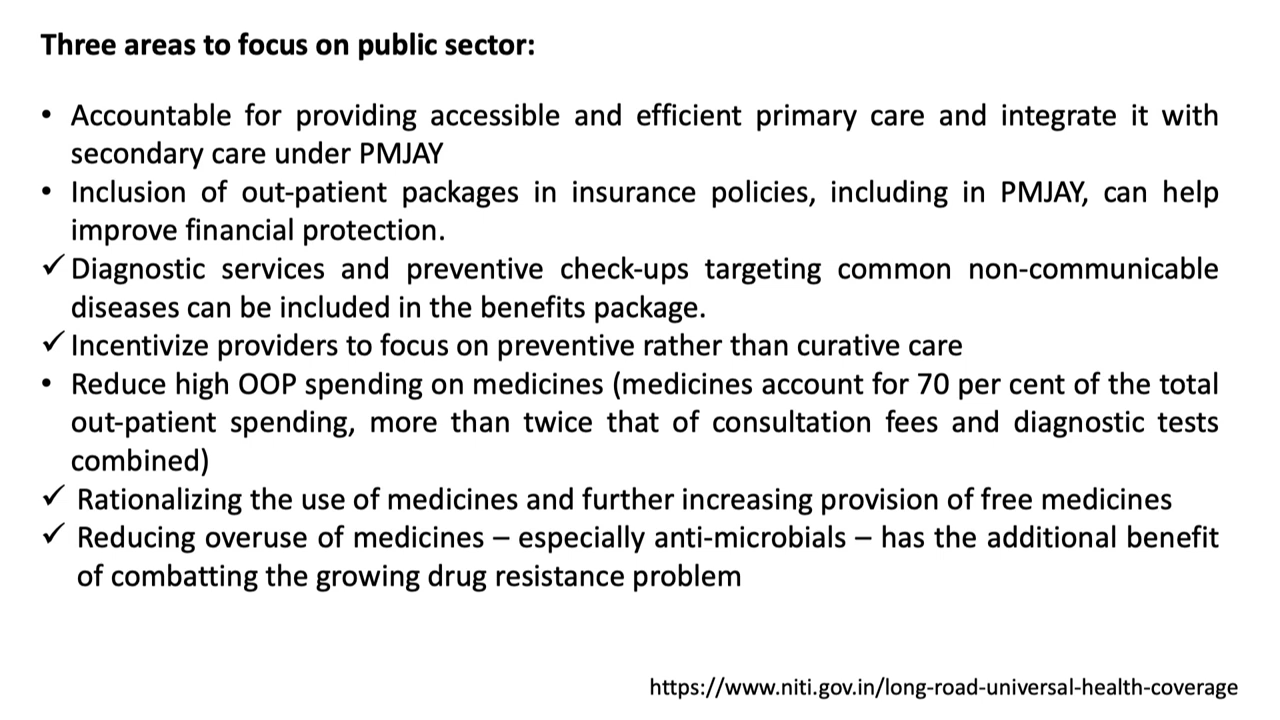 Three areas to focus on public sector:
• Accountable for providing accessible and efficient primary care and integrate it with
secondary care under PMJAY
• Inclusion of out-patient packages in insurance policies, including in PMJAY, can help
improve financial protection.
✓ Diagnostic services and preventive check-ups targeting common non-communicable
diseases can be included in the benefits package.
✓ Incentivize providers to focus on preventive rather than curative care
• Reduce high OOP spending on medicines (medicines account for 70 per cent of the total
out-patient spending, more than twice that of consultation fees and diagnostic tests
combined)
✓ Rationalizing the use of medicines and further increasing provision of free medicines
✓ Reducing overuse of medicines – especially anti-microbials – has the additional benefit
of combatting the growing drug resistance problem
https://www.niti.gov.in/long-road-universal-health-coverage